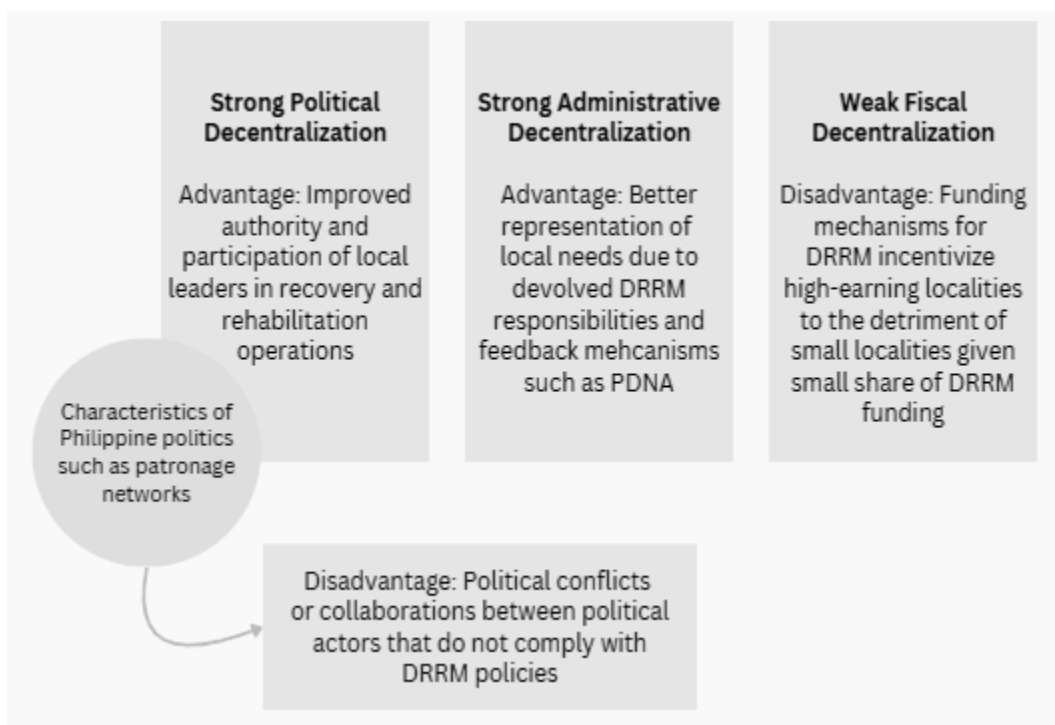 Strong Political
Decentralization
Advantage: Improved
authority and
participation of local
leaders in recovery and
rehabilitation
operations
Strong Administrative
Decentralization
Advantage: Better
representation of
local needs due to
devolved DRRM
responsibilities and
feedback mehcanisms
such as PDNA
Weak Fiscal
Decentralization
Disadvantage: Funding
mechanisms for
DRRM incentivize
high-earning localities
to the detriment of
small localities given
small share of DRRM
funding
Characteristics of
Philippine politics
such as patronage
networks
Disadvantage: Political conflicts
or collaborations between political
actors that do not comply with
DRRM policies